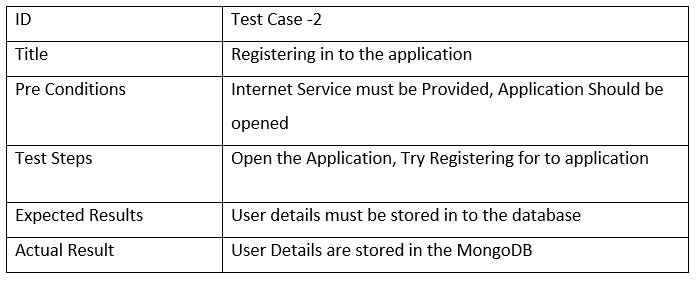 ID Test Case -2
Title Registering in to the application
Pre Conditions Internet Service must be Provided, Application Should be
opened
Test Steps Open the Application, Try Registering for to application
Expected Results User details must be stored in to the database
Actual Result User Details are stored in the MongoDB